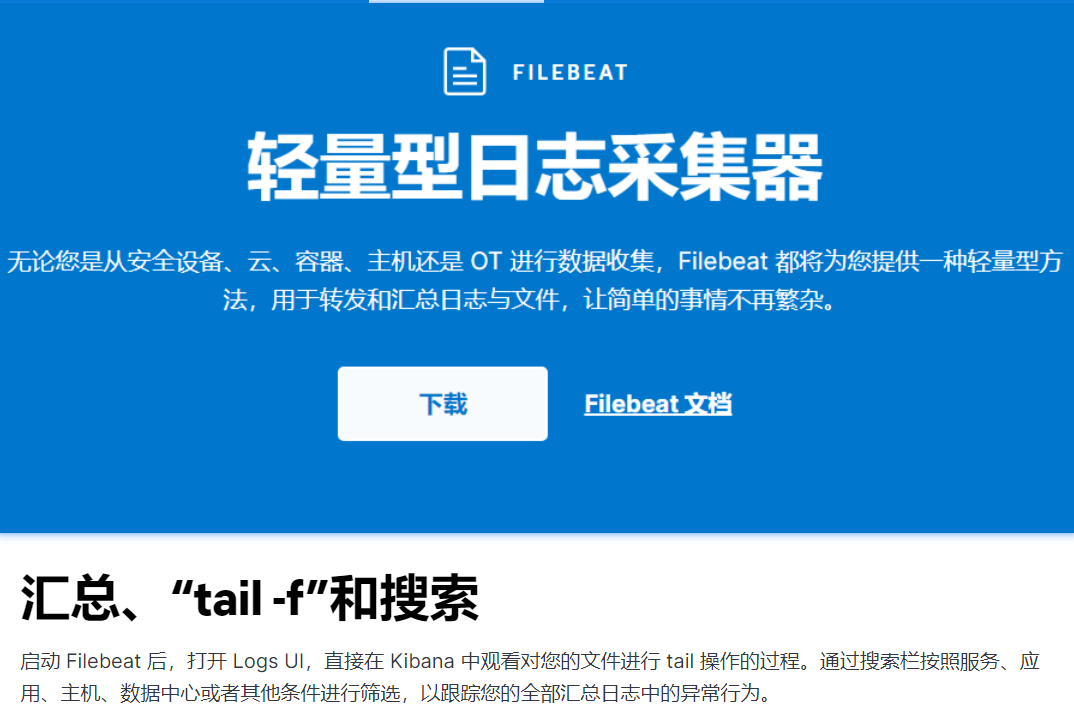 FILEBEAT
轻量型日志采集器
无论您是从安全设备、云、容器、主机还是 OT 进行数据收集，Filebeat 都将为您提供一种轻量型方
法，用于转发和汇总日志与文件，让简单的事情不再繁杂。
下载
Filebeat 文档
汇总、“tail -f”和搜索
启动 Filebeat 后，打开 Logs UI，直接在 Kibana 中观看对您的文件进行 tail 操作的过程。通过搜索栏按照服务、应
用、主机、数据中心或者其他条件进行筛选，以跟踪您的全部汇总日志中的异常行为。